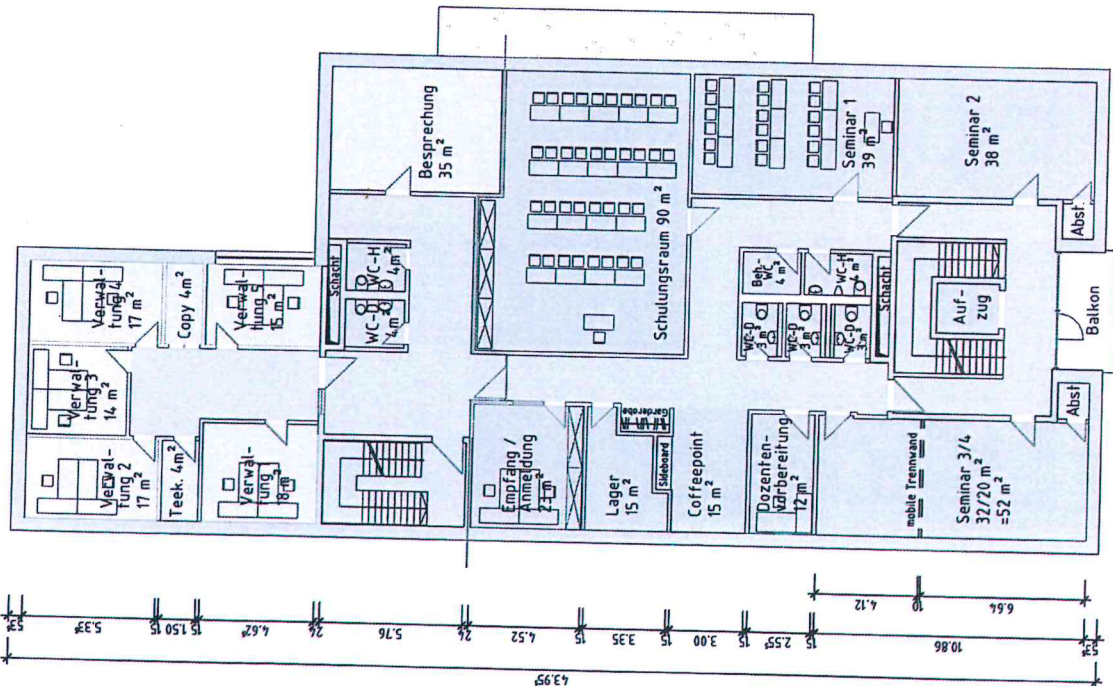 Verwal-
tung 4
17 m²
Copy 4m²
Verwal-
tung 5
15 m²
Verwal-
tung 3
14 m²
Verwal-
tung 2
17 m²
Teek. 4m²
Verwal-
18 m²
Schacht
WC-H
4 m²
WC-D
4 m²
Besprechung
35 m²
Schulungsraum 90 m²
Seminar 1
39 m²
Seminar 2
38 m²
Empfang /
Anmeldung
23 m²
Lager
15 m²
Garderobe
Sideboard
Coffeepoint
15 m²
Dozenten-
vorbereitung
12 m²
Beh.-
WC
4 m²
WC-H
4 m²
WC-D
3 m²
WC-D
3 m²
WC-D
3 m²
Schacht
Auf-
zug
Abst.
Abst.
Balkon
mobile Trennwand
Seminar 3/4
32/20 m²
=52 m²
53⁵
5.33⁵
15
1.50
15
4.62⁵
24
5.76
24
4.52
15
3.35
15
3.00
15
2.55⁵
15
10.86
53⁵
4.12
10
6.64
43.95⁵